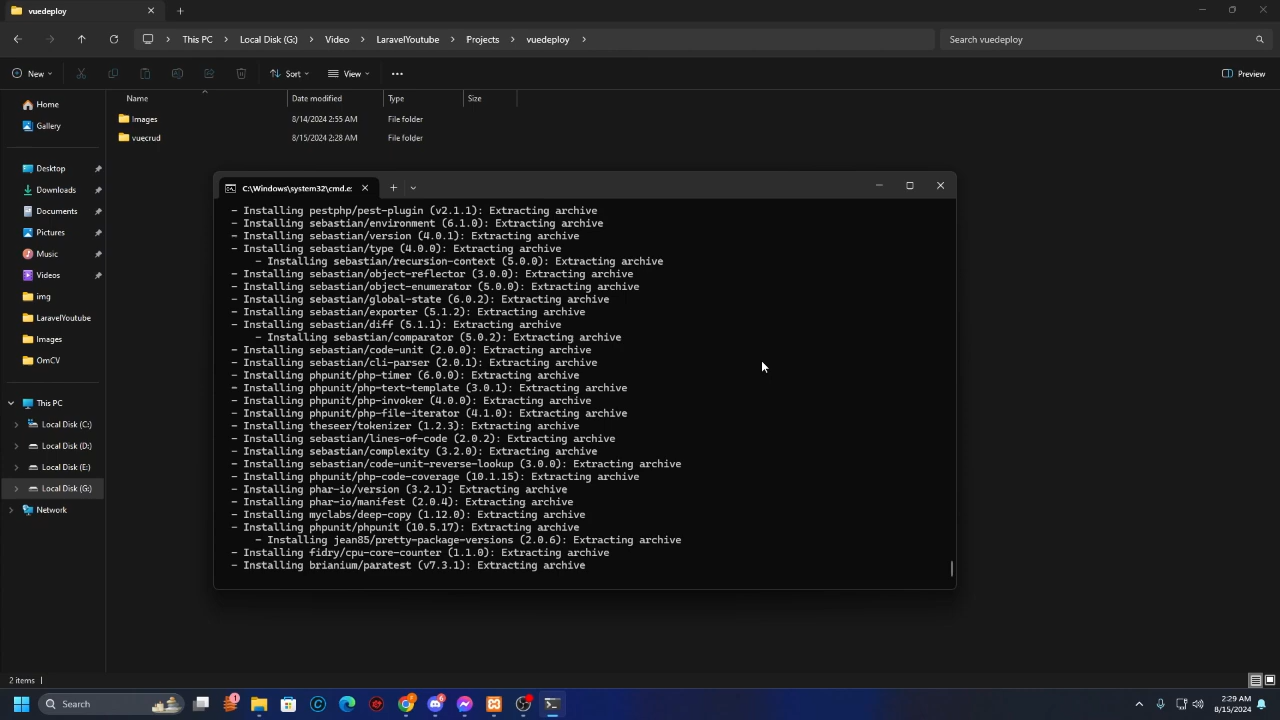 vuedeploy
This PC > Local Disk (G:) > Video > LaravelYoutube > Projects > vuedeploy >
Search vuedeploy
New
Sort
View
Preview
Name
Date modified
Type
Size
Home
Gallery
Desktop
Downloads
Documents
Pictures
Music
Videos
img
LaravelYoutube
Images
OmCV
This PC
Local Disk (C:)
Local Disk (D:)
Local Disk (E:)
Local Disk (G:)
Network
Images 8/14/2024 2:55 AM File folder
vuecrud 8/15/2024 2:28 AM File folder
C:\Windows\system32\cmd.e
- Installing pestphp/pest-plugin (v2.1.1): Extracting archive
- Installing sebastian/environment (6.1.0): Extracting archive
- Installing sebastian/version (4.0.1): Extracting archive
- Installing sebastian/type (4.0.0): Extracting archive
- Installing sebastian/recursion-context (5.0.0): Extracting archive
- Installing sebastian/object-reflector (3.0.0): Extracting archive
- Installing sebastian/object-enumerator (5.0.0): Extracting archive
- Installing sebastian/global-state (6.0.2): Extracting archive
- Installing sebastian/exporter (5.1.2): Extracting archive
- Installing sebastian/diff (5.1.1): Extracting archive
- Installing sebastian/comparator (5.0.2): Extracting archive
- Installing sebastian/code-unit (2.0.0): Extracting archive
- Installing sebastian/cli-parser (2.0.1): Extracting archive
- Installing phpunit/php-timer (6.0.0): Extracting archive
- Installing phpunit/php-text-template (3.0.1): Extracting archive
- Installing phpunit/php-invoker (4.0.0): Extracting archive
- Installing phpunit/php-file-iterator (4.1.0): Extracting archive
- Installing theseer/tokenizer (1.2.3): Extracting archive
- Installing sebastian/lines-of-code (2.0.2): Extracting archive
- Installing sebastian/complexity (3.2.0): Extracting archive
- Installing sebastian/code-unit-reverse-lookup (3.0.0): Extracting archive
- Installing phpunit/php-code-coverage (10.1.15): Extracting archive
- Installing phar-io/version (3.2.1): Extracting archive
- Installing phar-io/manifest (2.0.4): Extracting archive
- Installing myclabs/deep-copy (1.12.0): Extracting archive
- Installing phpunit/phpunit (10.5.17): Extracting archive
- Installing jean85/pretty-package-versions (2.0.6): Extracting archive
- Installing fidry/cpu-core-counter (1.1.0): Extracting archive
- Installing brianium/paratest (v7.3.1): Extracting archive
2 items
Search
2:29 AM
8/15/2024